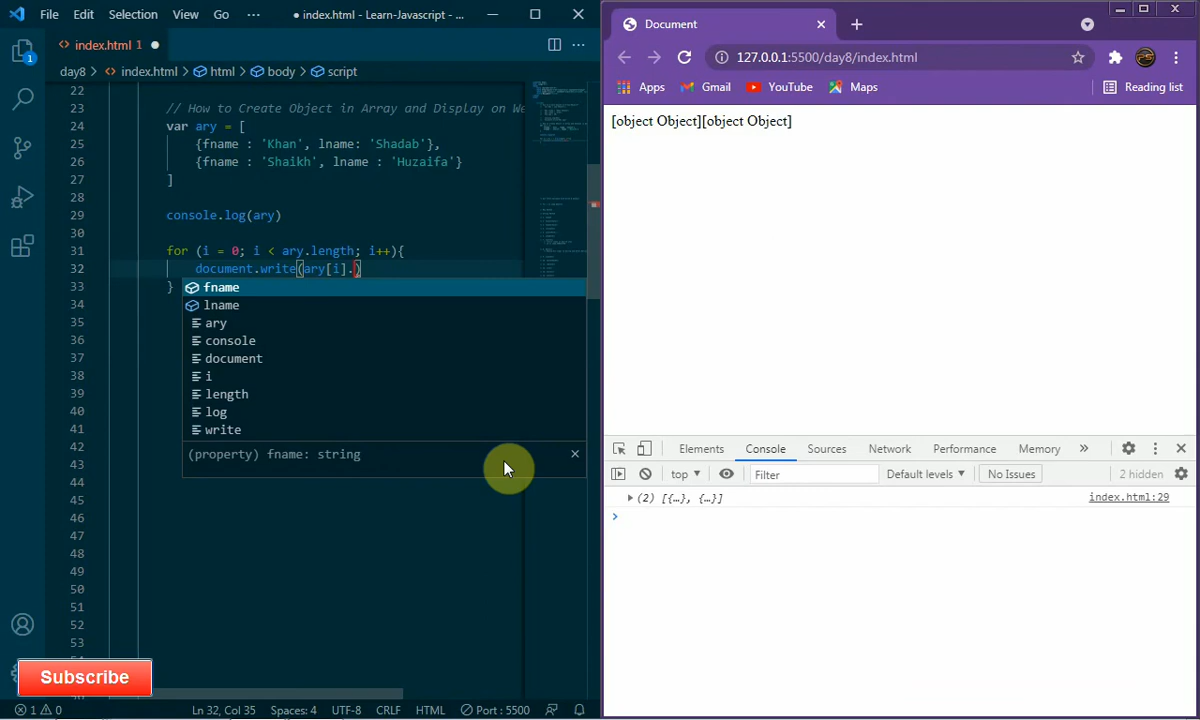 File Edit Selection View Go ··· ● index.html - Learn-Javascript - ...
<> index.html 1 ●
1
day8 > <> index.html > html > body > script
22
23 // How to Create Object in Array and Display on We
24 var ary = [
25 {fname : 'Khan', lname: 'Shadab'},
26 {fname : 'Shaikh', lname : 'Huzaifa'}
27 ]
28
29 console.log(ary)
30
31 for (i = 0; i < ary.length; i++){
32 document.write(ary[i].)
33 }
34
35
36
37
38
39
40
41
42
43
44
45
46
47
48
49
50
51
52
53
54
fname
lname
ary
console
document
i
length
log
write
(property) fname: string
Subscribe
1 0 Ln 32, Col 35 Spaces: 4 UTF-8 CRLF HTML Port : 5500
Document
127.0.0.1:5500/day8/index.html
Apps Gmail YouTube Maps Reading list
[object Object][object Object]
Elements Console Sources Network Performance Memory »
top ▼ Filter Default levels ▼ No Issues 2 hidden
▶ (2) [{…}, {…}] index.html:29
>